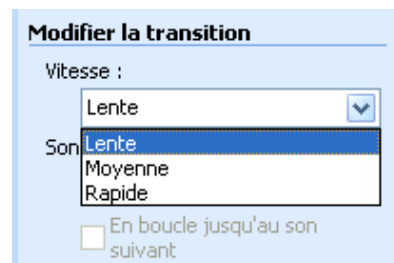 Modifier la transition
Vitesse :
Lente
Son
Lente
Moyenne
Rapide
En boucle jusqu'au son
suivant